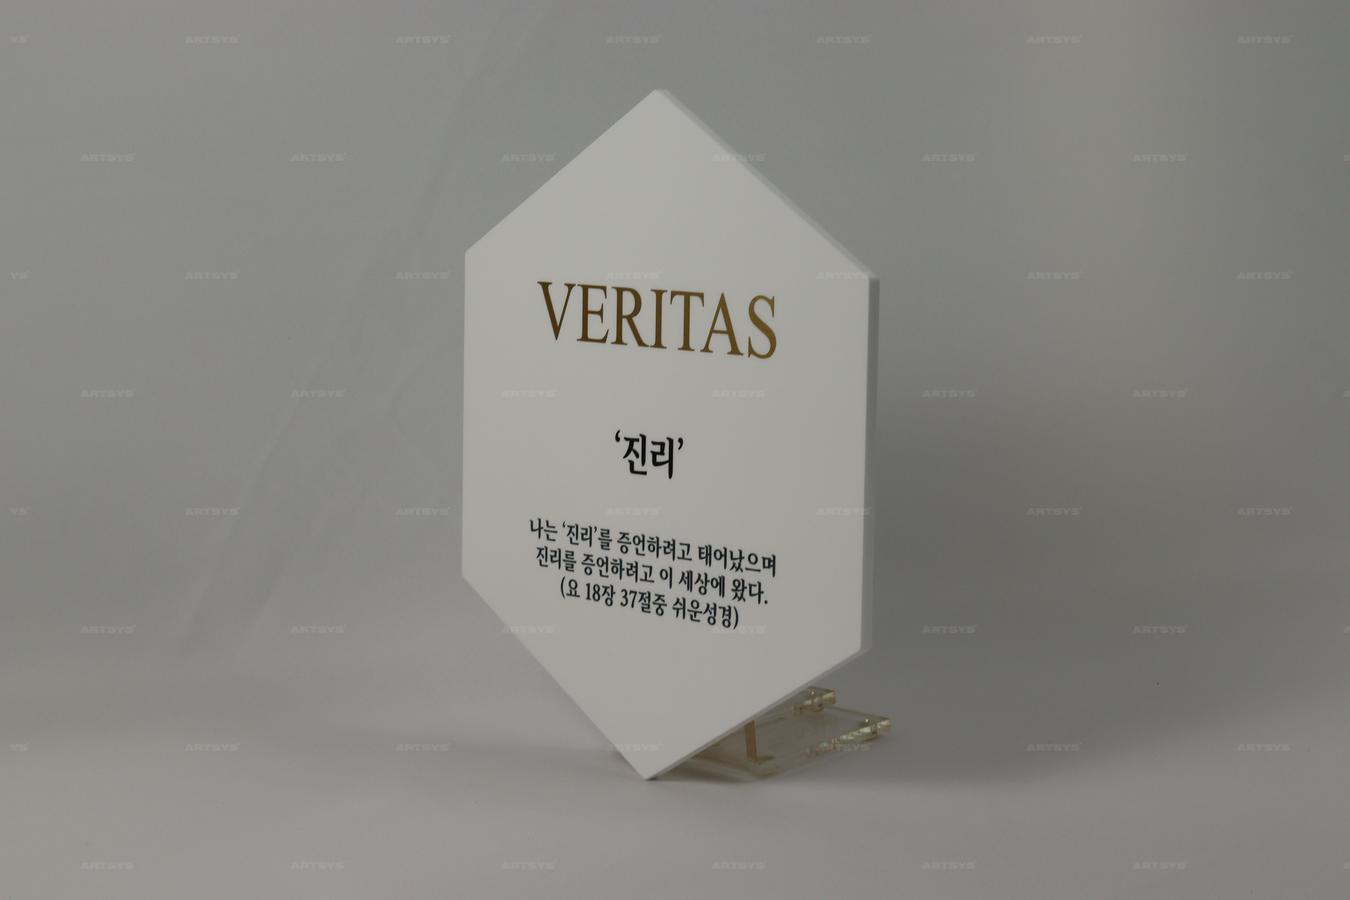 VERITAS
‘진리’
나는 ‘진리’를 증언하려고 태어났으며
진리를 증언하려고 이 세상에 왔다.
(요 18장 37절중 쉬운성경)
ARTSYS